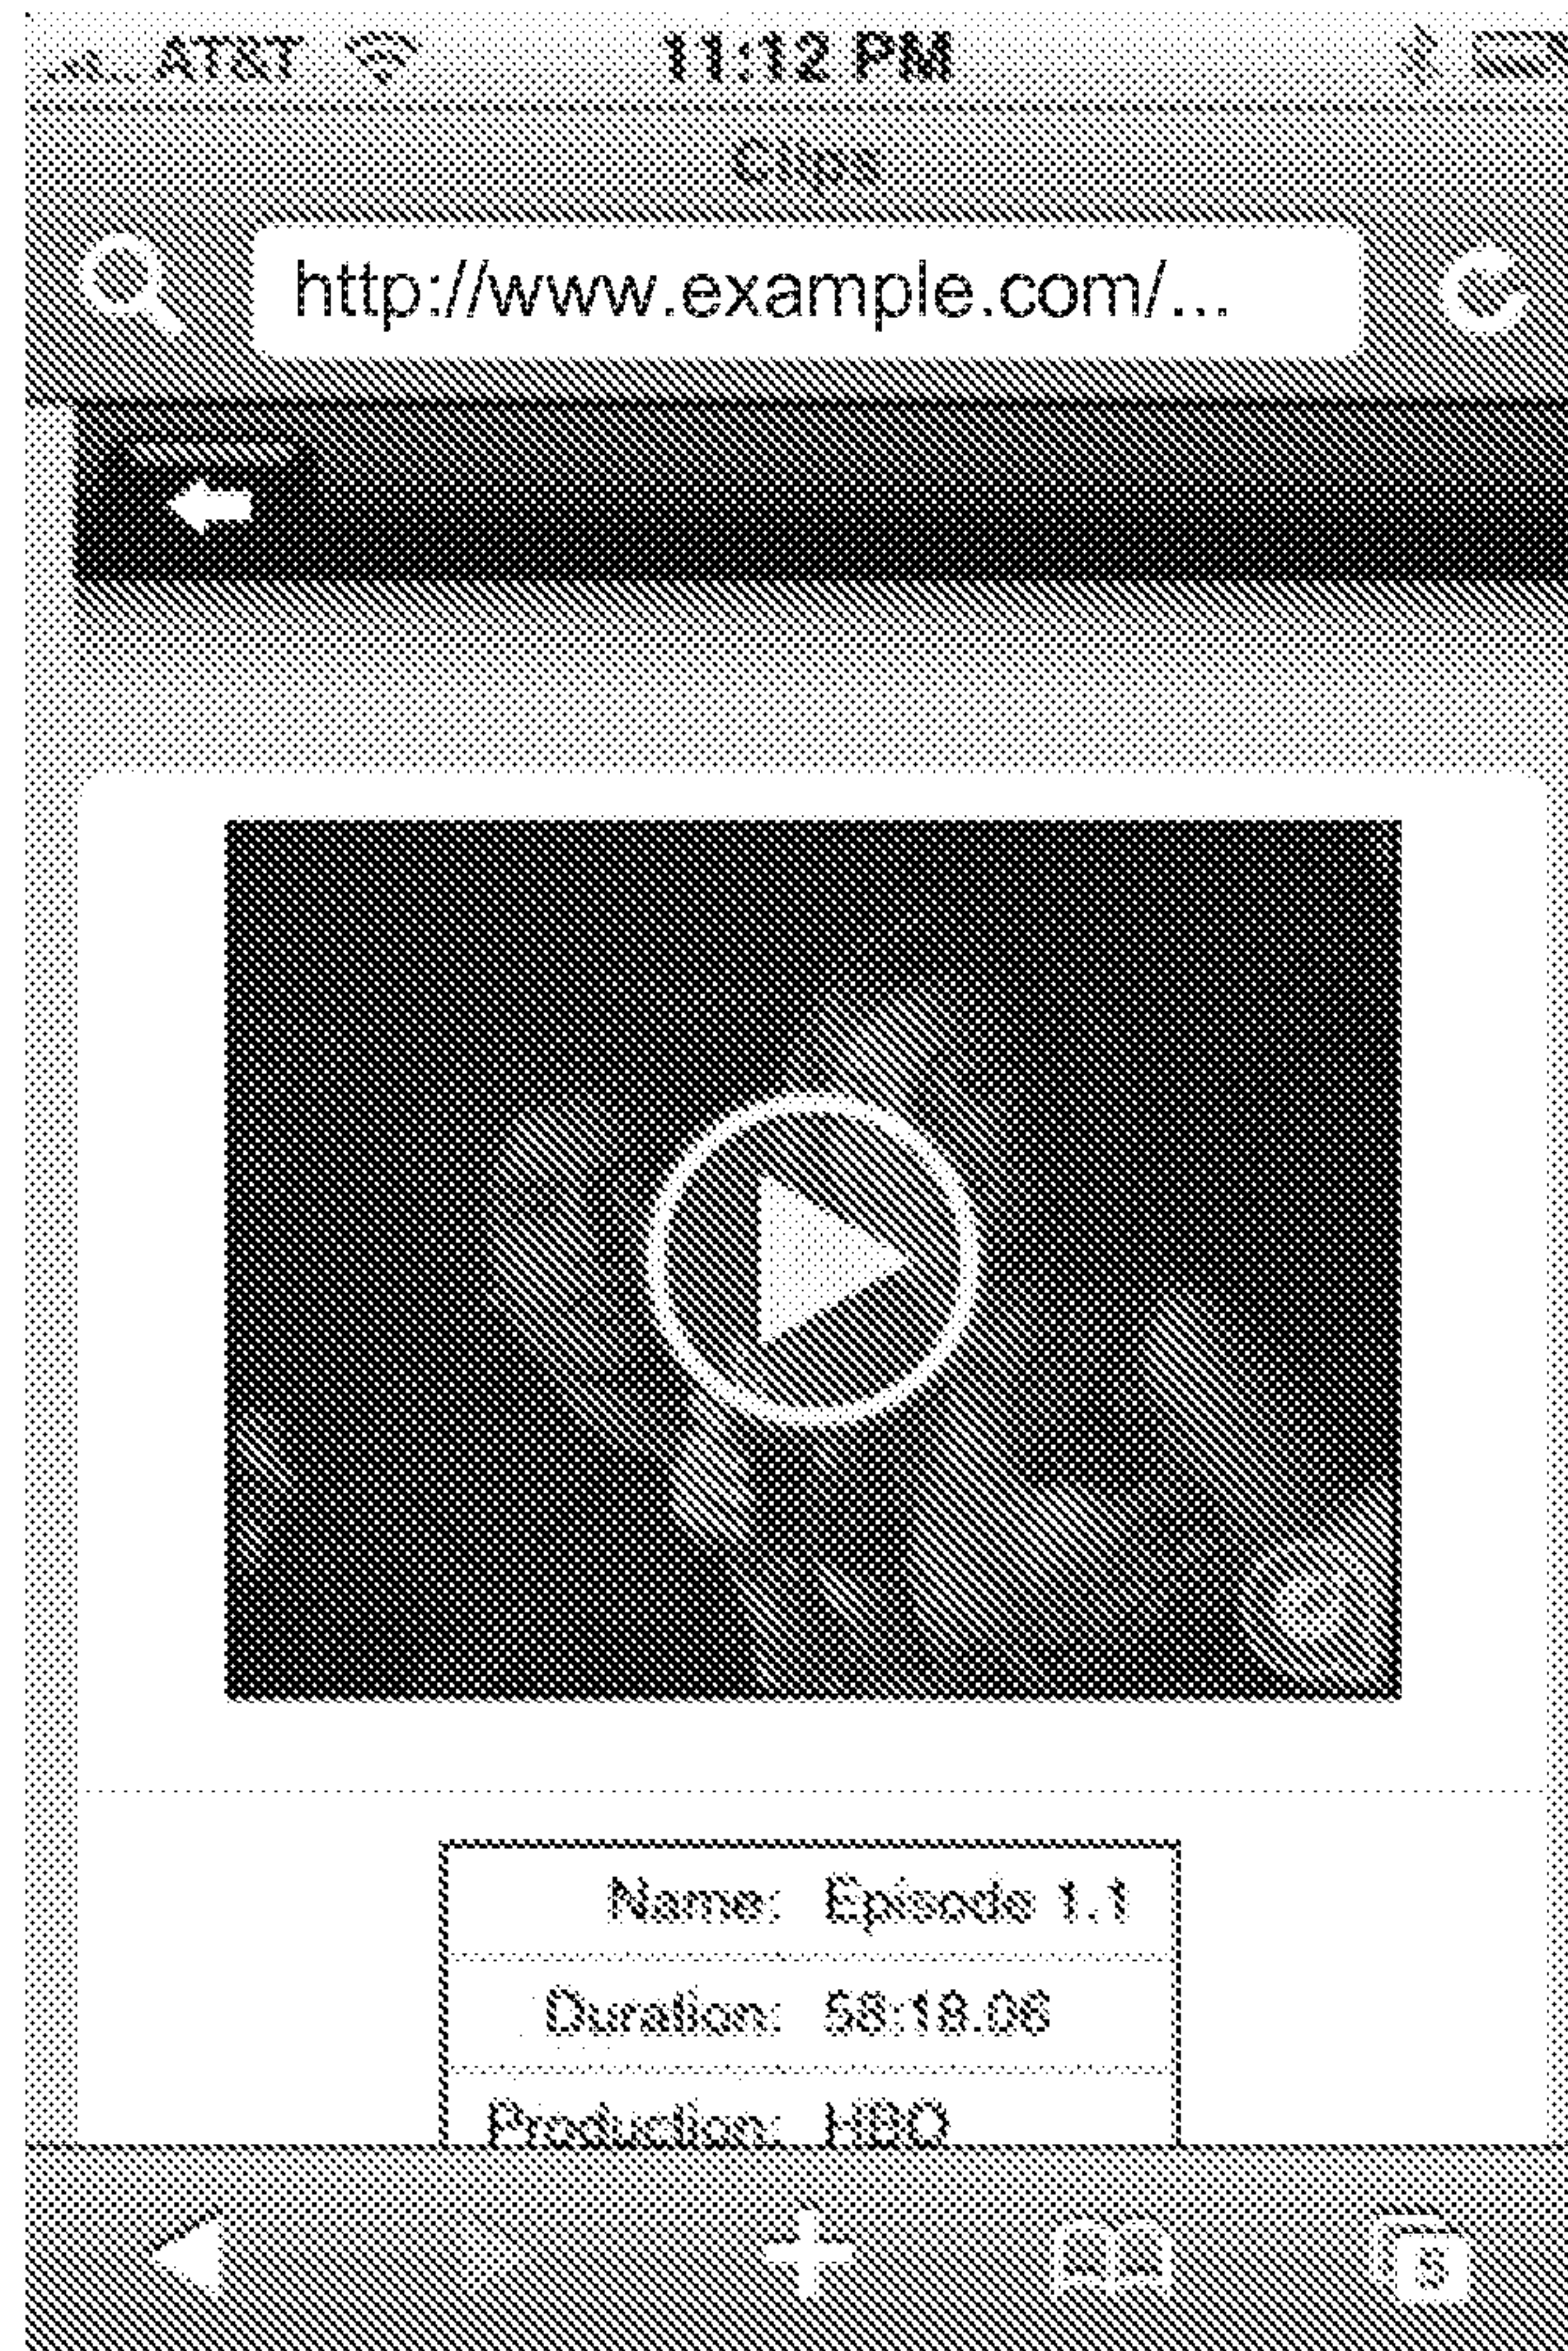 AT&T 11:12 PM
Clips
http://www.example.com/...
Name: Episode 1.1
Duration: 58:18.06
Production: HBO
5